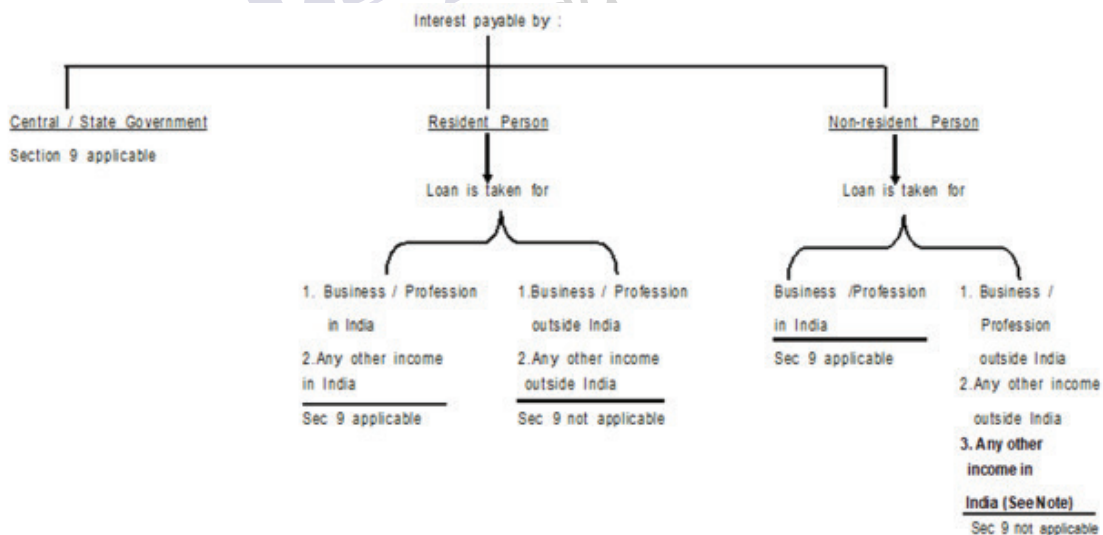 Interest payable by :
Central / State Government
Section 9 applicable
Resident Person
Loan is taken for
1. Business / Profession
in India
2.Any other income
in India
Sec 9 applicable
1.Business / Profession
outside India
2.Any other income
outside India
Sec 9 not applicable
Non-resident Person
Loan is taken for
Business /Profession
in India
Sec 9 applicable
1. Business /
Profession
outside India
2.Any other income
outside India
3. Any other
income in
India (See Note)
Sec 9 not applicable